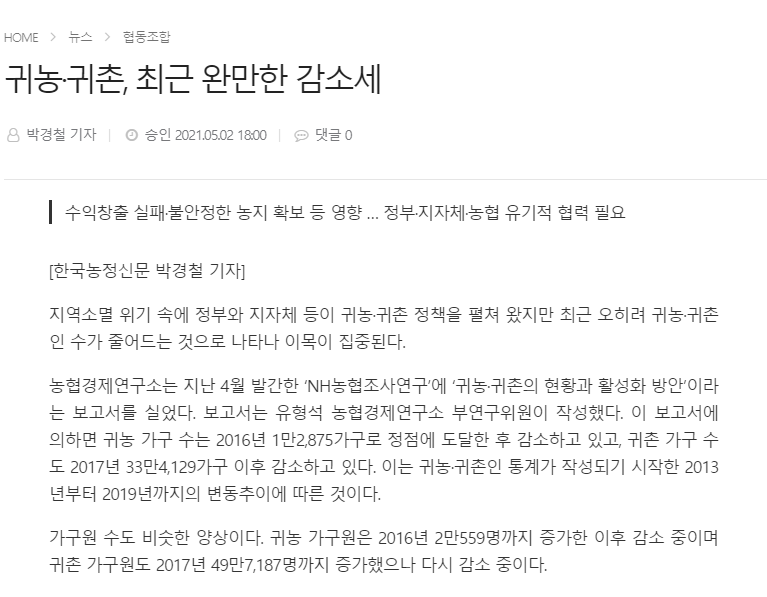 HOME > 뉴스 > 협동조합
귀농·귀촌, 최근 완만한 감소세
박경철 기자 | 승인 2021.05.02 18:00 | 댓글 0
수익창출 실패·불안정한 농지 확보 등 영향 … 정부·지자체·농협 유기적 협력 필요
[한국농정신문 박경철 기자]
지역소멸 위기 속에 정부와 지자체 등이 귀농·귀촌 정책을 펼쳐 왔지만 최근 오히려 귀농·귀촌
인 수가 줄어드는 것으로 나타나 이목이 집중된다.
농협경제연구소는 지난 4월 발간한 ‘NH농협조사연구’에 ‘귀농·귀촌의 현황과 활성화 방안’이라
는 보고서를 실었다. 보고서는 유형석 농협경제연구소 부연구위원이 작성했다. 이 보고서에
의하면 귀농 가구 수는 2016년 1만2,875가구로 정점에 도달한 후 감소하고 있고, 귀촌 가구 수
도 2017년 33만4,129가구 이후 감소하고 있다. 이는 귀농·귀촌인 통계가 작성되기 시작한 2013
년부터 2019년까지의 변동추이에 따른 것이다.
가구원 수도 비슷한 양상이다. 귀농 가구원은 2016년 2만559명까지 증가한 이후 감소 중이며
귀촌 가구원도 2017년 49만7,187명까지 증가했으나 다시 감소 중이다.